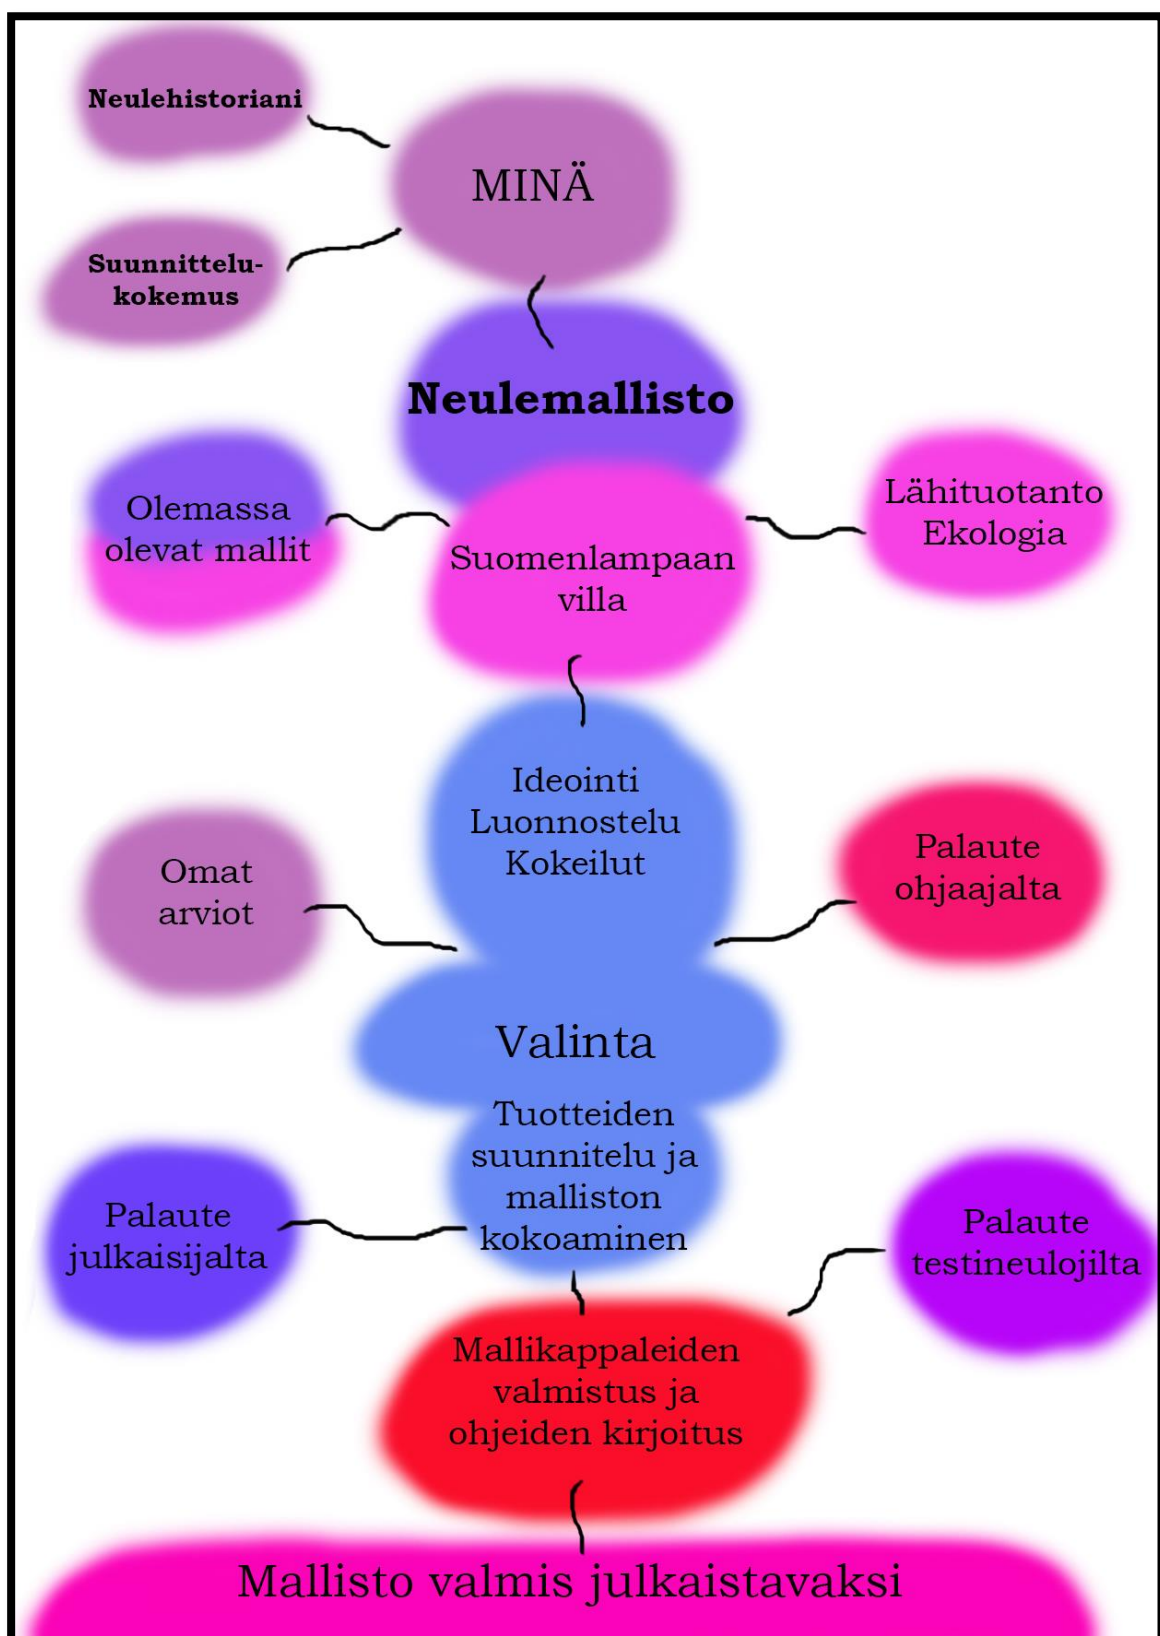 Neulehistoriani
MINÄ
Suunnittelu-
kokemus
Neulemallisto
Olemassa
olevat mallit
Suomenlampaan
villa
Lähituotanto
Ekologia
Ideointi
Luonnostelu
Kokeilut
Omat
arviot
Palaute
ohjaajalta
Valinta
Tuotteiden
suunnitelu ja
malliston
kokoaminen
Palaute
julkaisijalta
Palaute
testineulojilta
Mallikappaleiden
valmistus ja
ohjeiden kirjoitus
Mallisto valmis julkaistavaksi